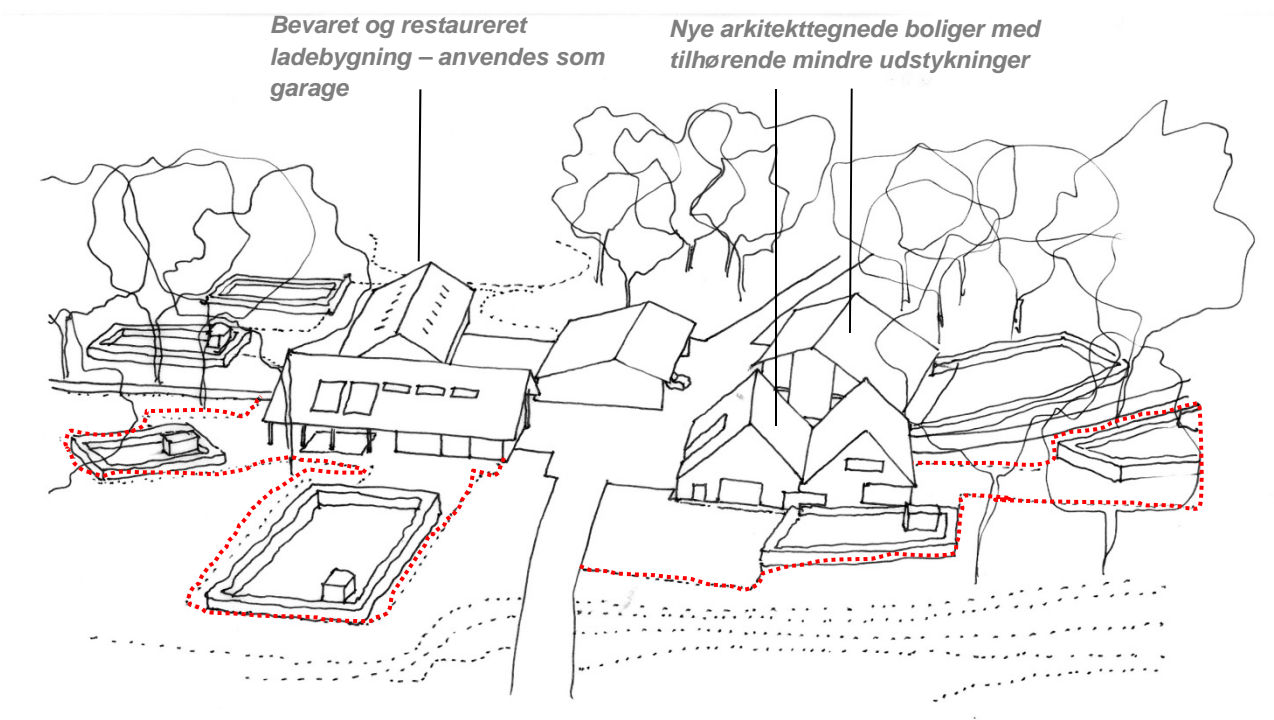 Bevaret og restaureret
ladebygning – anvendes som
garage
Nye arkitekttegnede boliger med
tilhørende mindre udstykninger